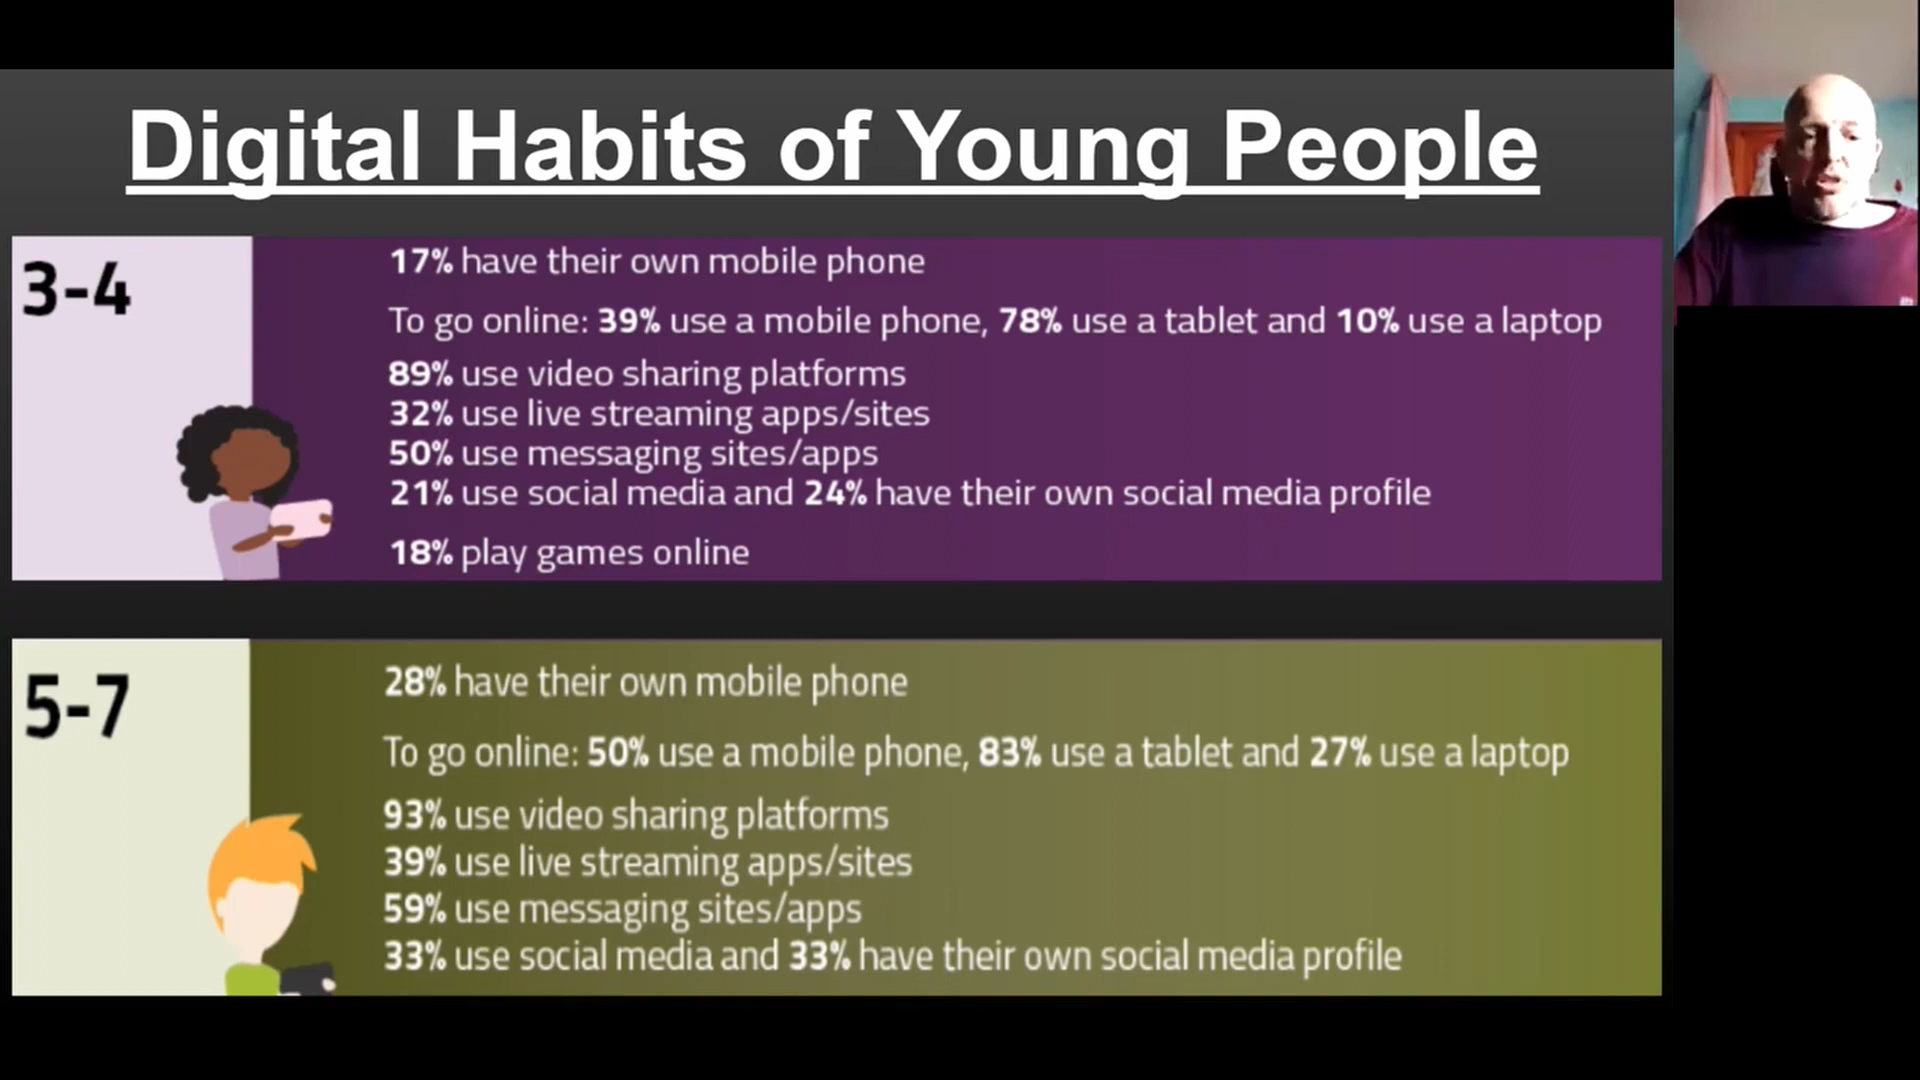 Digital Habits of Young People
3-4
17% have their own mobile phone
To go online: 39% use a mobile phone, 78% use a tablet and 10% use a laptop
89% use video sharing platforms
32% use live streaming apps/sites
50% use messaging sites/apps
21% use social media and 24% have their own social media profile
18% play games online
5-7
28% have their own mobile phone
To go online: 50% use a mobile phone, 83% use a tablet and 27% use a laptop
93% use video sharing platforms
39% use live streaming apps/sites
59% use messaging sites/apps
33% use social media and 33% have their own social media profile